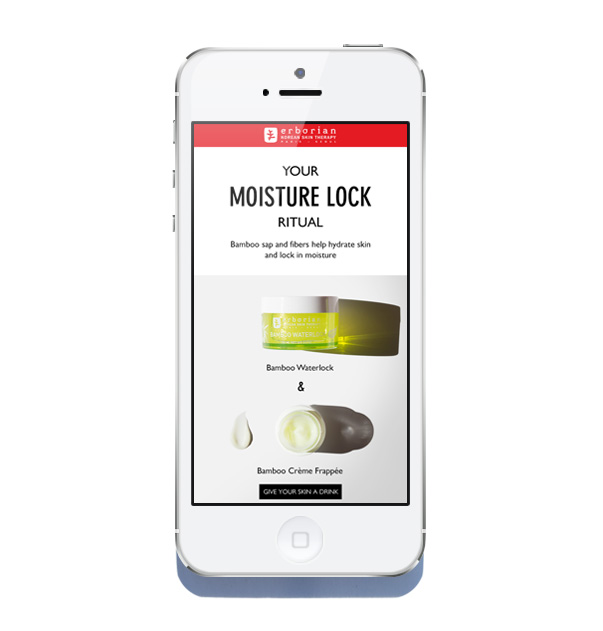 erborian
KOREAN SKIN THERAPY
PARIS - SEOUL
YOUR
MOISTURE LOCK
RITUAL
Bamboo sap and fibers help hydrate skin
and lock in moisture
erborian
BAMBOO WATERLOCK
Bamboo Waterlock
&
Bamboo Crème Frappée
GIVE YOUR SKIN A DRINK